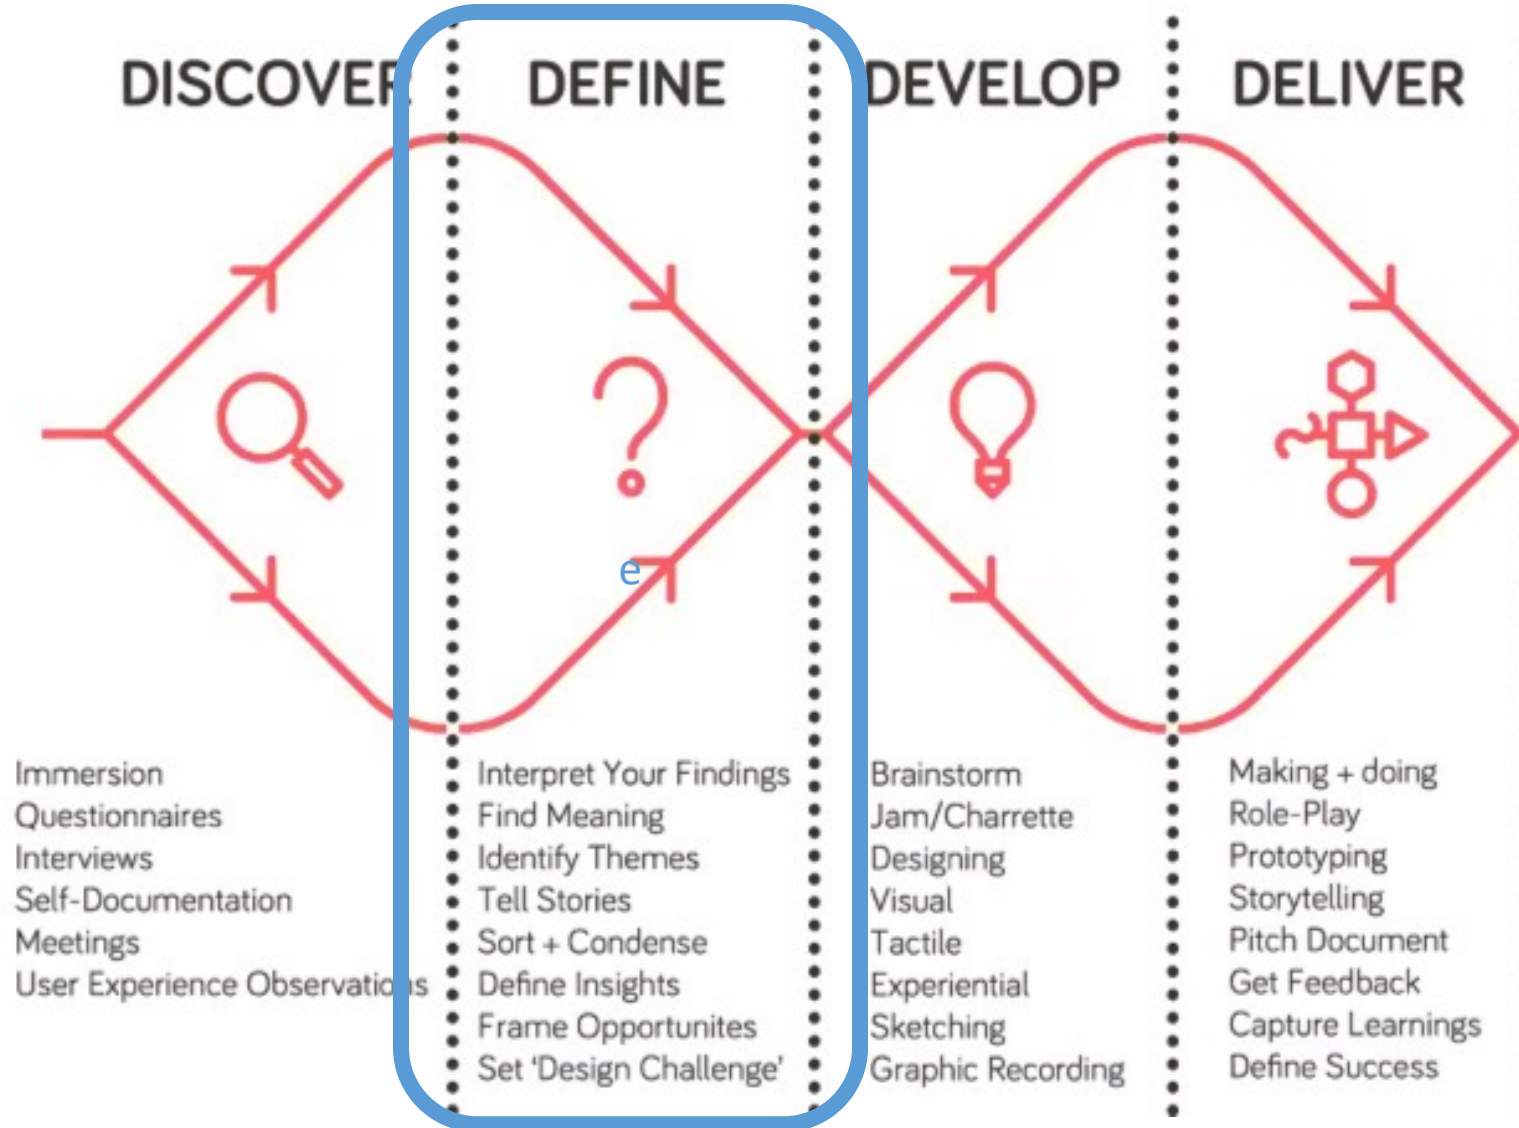 DISCOVER
DEFINE
DEVELOP
DELIVER
e
Immersion
Questionnaires
Interviews
Self-Documentation
Meetings
User Experience Observations
Interpret Your Findings
Find Meaning
Identify Themes
Tell Stories
Sort + Condense
Define Insights
Frame Opportunites
Set ‘Design Challenge’
Brainstorm
Jam/Charrette
Designing
Visual
Tactile
Experiential
Sketching
Graphic Recording
Making + doing
Role-Play
Prototyping
Storytelling
Pitch Document
Get Feedback
Capture Learnings
Define Success